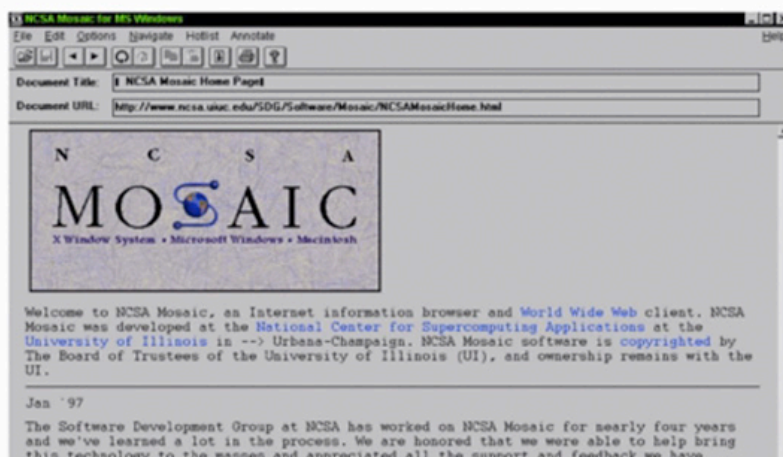 NCSA Mosaic for MS Windows
File Edit Options Navigate Hotlist Annotate Help
Document Title: NCSA Mosaic Home Page
Document URL: http://www.ncsa.uiuc.edu/SDG/Software/Mosaic/NCSAMosaicHome.html
N C S A
MOSAIC
X Window System • Microsoft Windows • Macintosh
Welcome to NCSA Mosaic, an Internet information browser and World Wide Web client. NCSA
Mosaic was developed at the National Center for Supercomputing Applications at the
University of Illinois in --> Urbana-Champaign. NCSA Mosaic software is copyrighted by
The Board of Trustees of the University of Illinois (UI), and ownership remains with the
UI.
Jan '97
The Software Development Group at NCSA has worked on NCSA Mosaic for nearly four years
and we've learned a lot in the process. We are honored that we were able to help bring
this technology to the masses and appreciated all the support and feedback we have